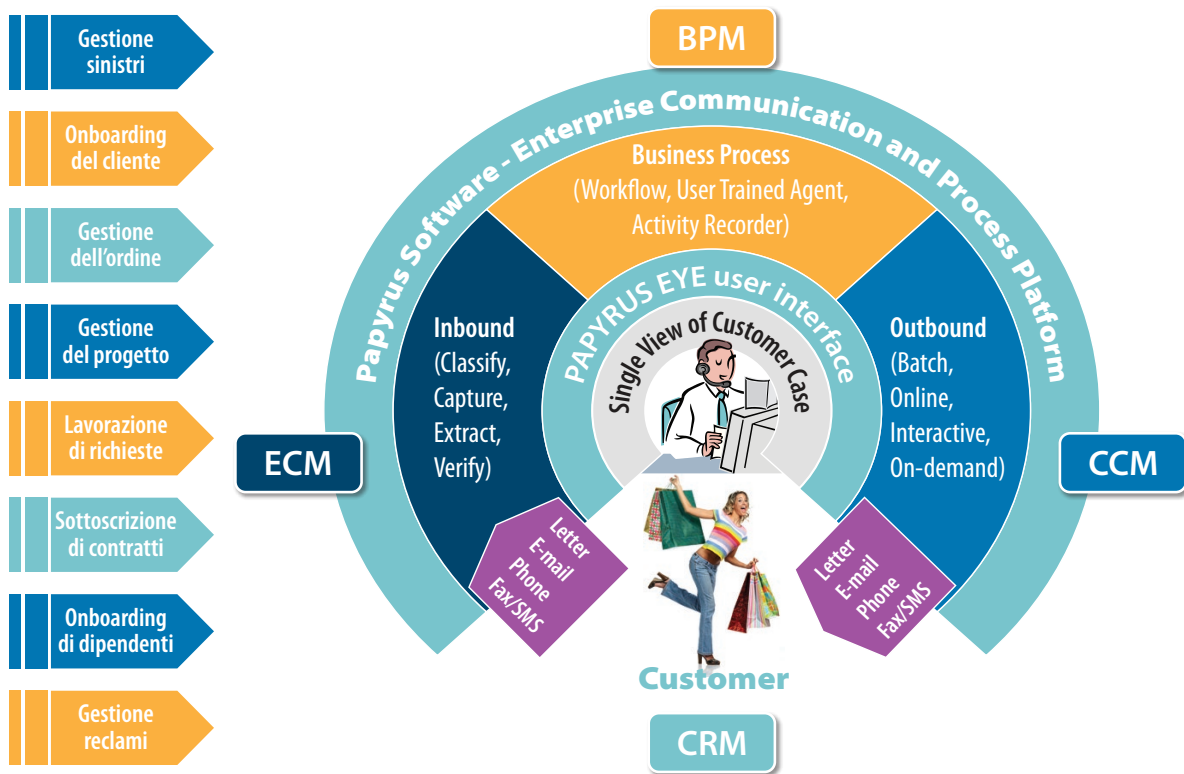 Gestione
sinistri
Onboarding
del cliente
Gestione
dell'ordine
Gestione
del progetto
Lavorazione
di richieste
Sottoscrizione
di contratti
Onboarding
di dipendenti
Gestione
reclami
BPM
Papyrus Software - Enterprise Communication and Process Platform
Business Process
(Workflow, User Trained Agent,
Activity Recorder)
PAPYRUS EYE user interface
Single View of Customer Case
Inbound
(Classify,
Capture,
Extract,
Verify)
Outbound
(Batch,
Online,
Interactive,
On-demand)
ECM
CCM
Letter
E-mail
Phone
Fax/SMS
Letter
E-mail
Phone
Fax/SMS
Customer
CRM